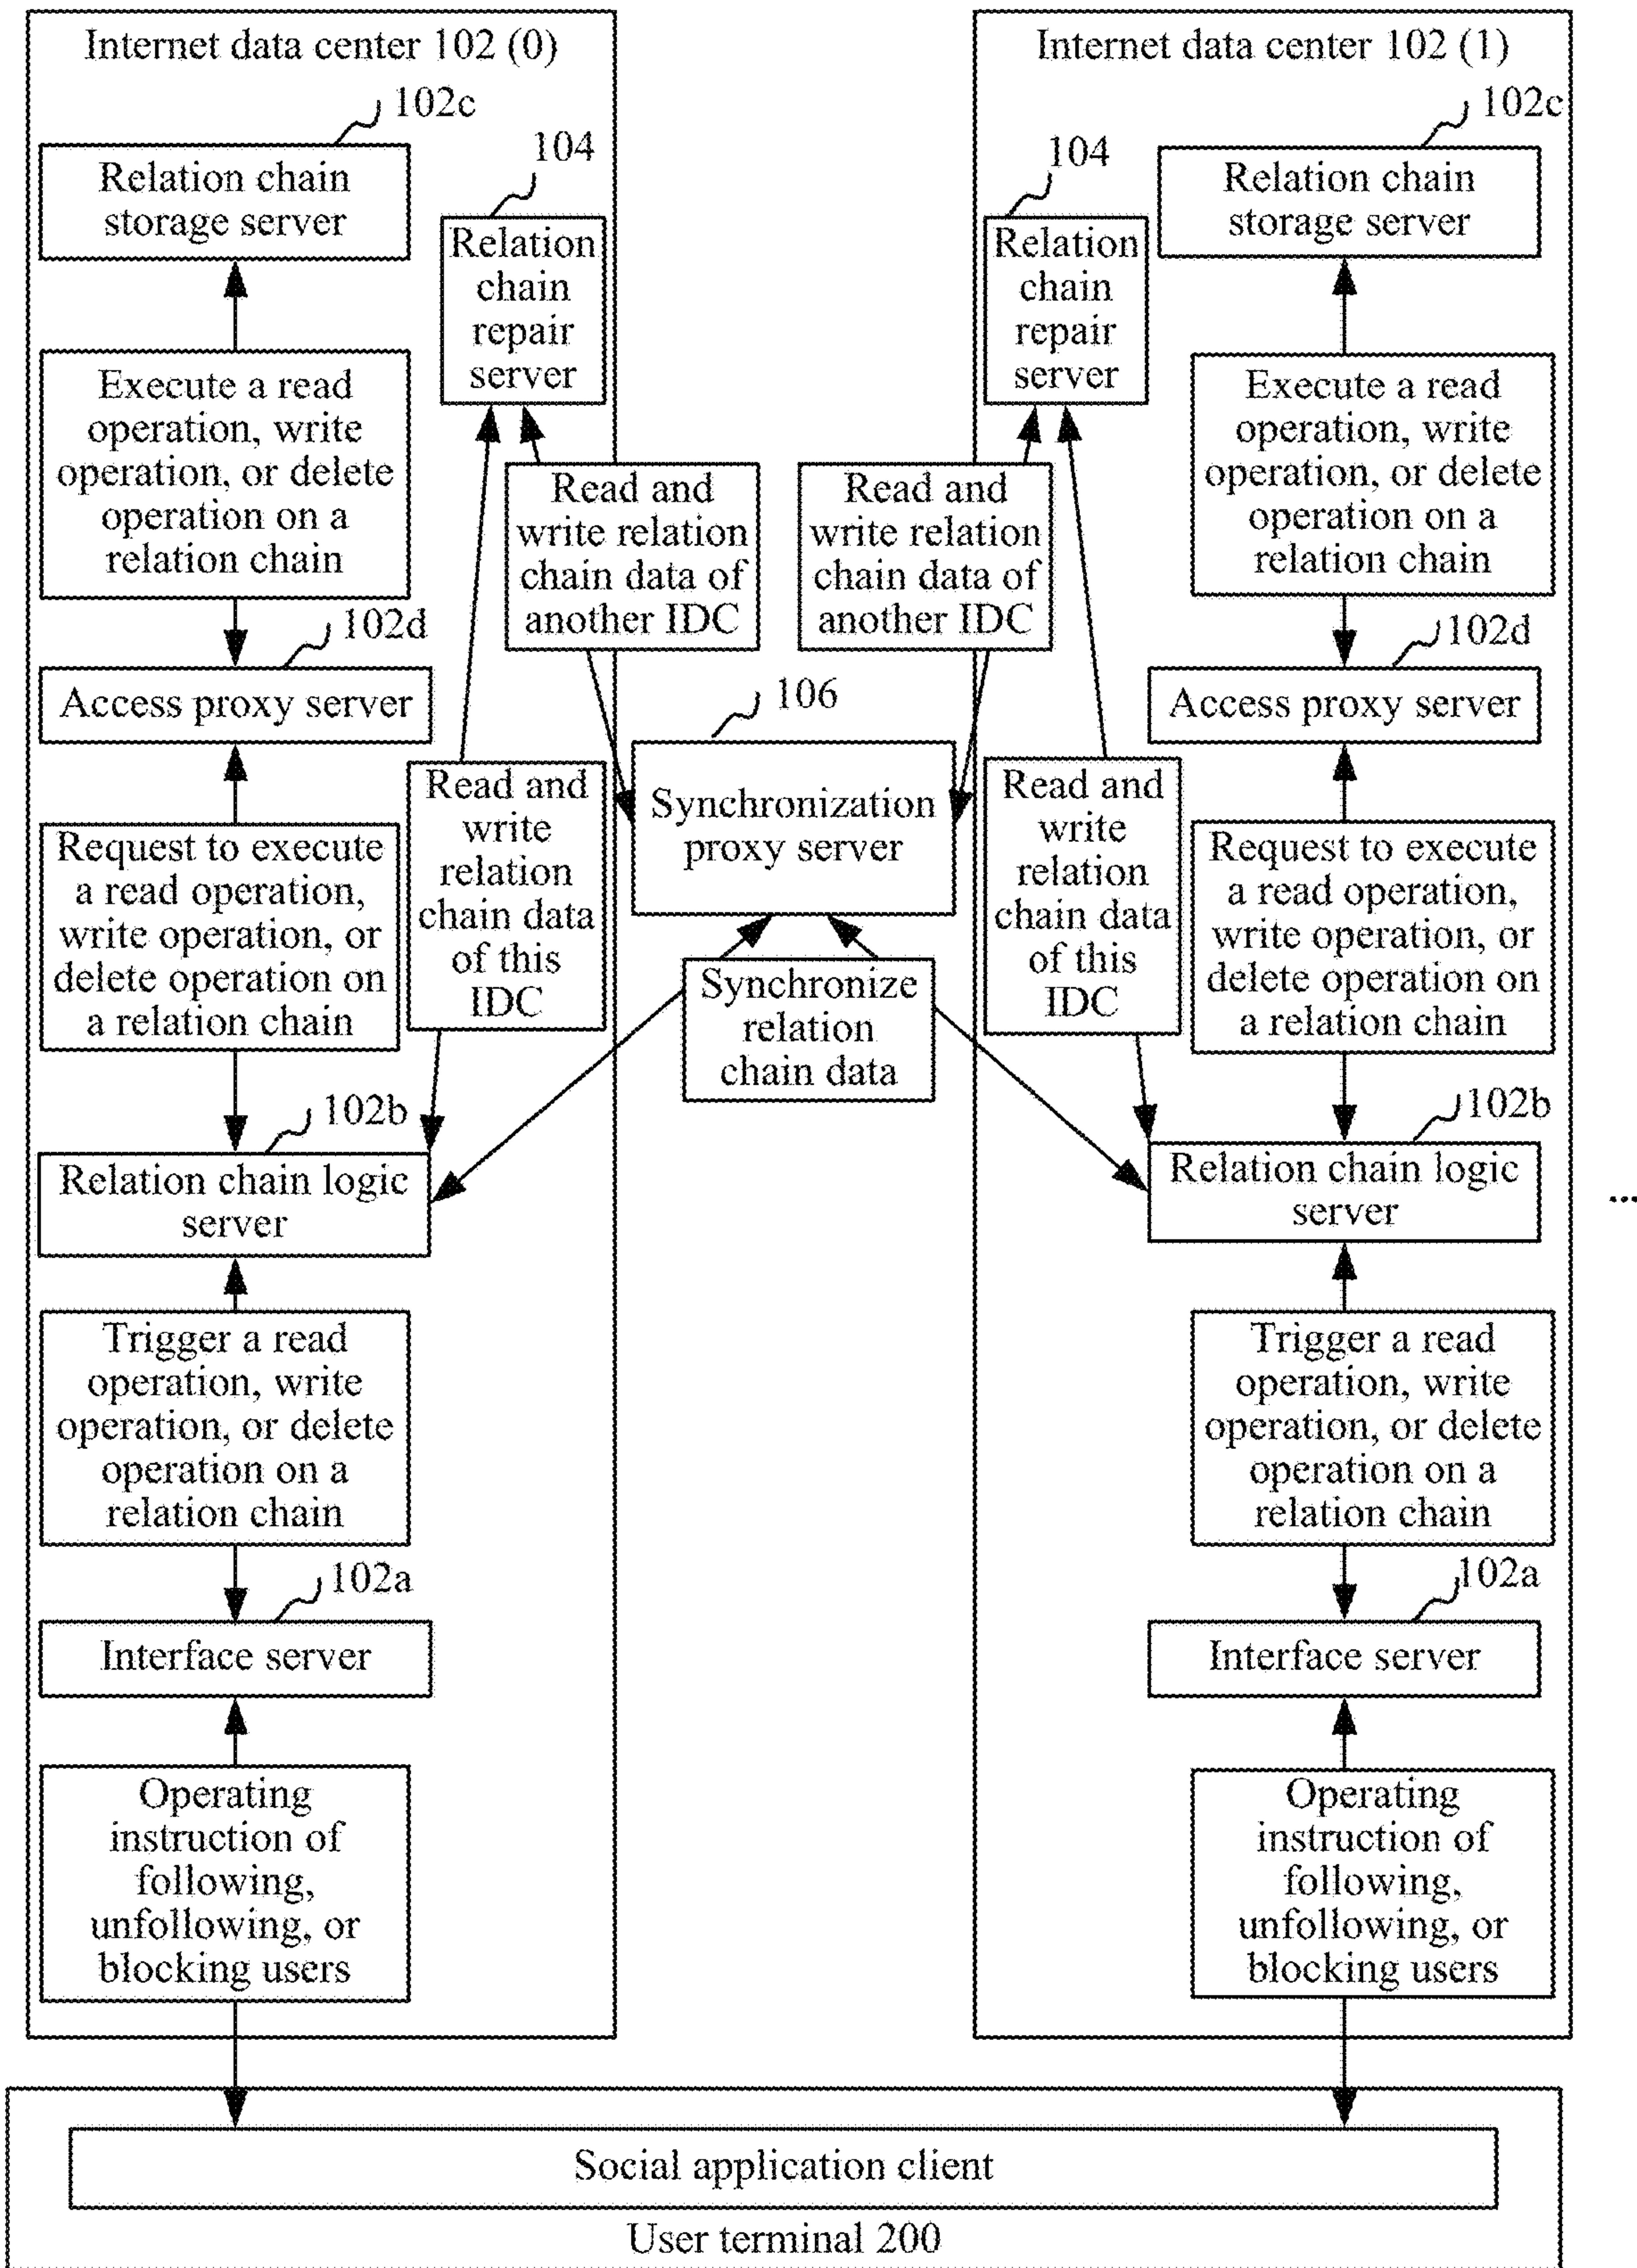 Internet data center 102 (0)
102c
Relation chain
storage server
104
Relation
chain
repair
server
Execute a read
operation, write
operation, or delete
operation on a
relation chain
Read and
write relation
chain data of
another IDC
102d
Access proxy server
Read and
write
relation
chain data
of this
IDC
Request to execute
a read operation,
write operation, or
delete operation on
a relation chain
102b
Relation chain logic
server
Trigger a read
operation, write
operation, or delete
operation on a
relation chain
102a
Interface server
Operating
instruction of
following,
unfollowing, or
blocking users
106
Synchronization
proxy server
Synchronize
relation
chain data
Internet data center 102 (1)
102c
Relation chain
storage server
104
Relation
chain
repair
server
Execute a read
operation, write
operation, or delete
operation on a
relation chain
Read and
write relation
chain data of
another IDC
102d
Access proxy server
Read and
write
relation
chain data
of this
IDC
Request to execute
a read operation,
write operation, or
delete operation on
a relation chain
102b
Relation chain logic
server
...
Trigger a read
operation, write
operation, or delete
operation on a
relation chain
102a
Interface server
Operating
instruction of
following,
unfollowing, or
blocking users
Social application client
User terminal 200